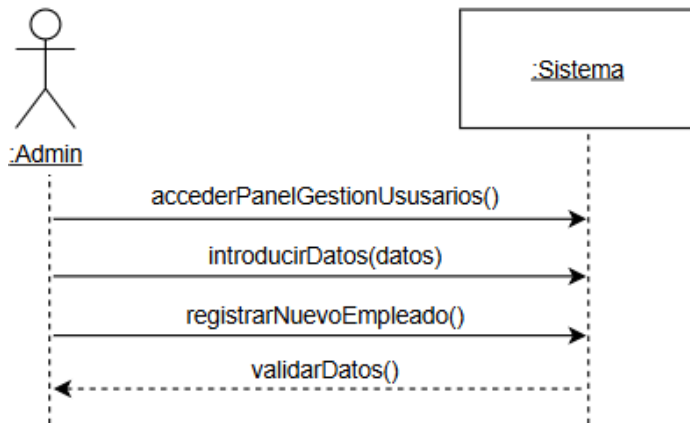 :Sistema
:Admin
accederPanelGestionUsusarios()
introducirDatos(datos)
registrarNuevoEmpleado()
validarDatos()